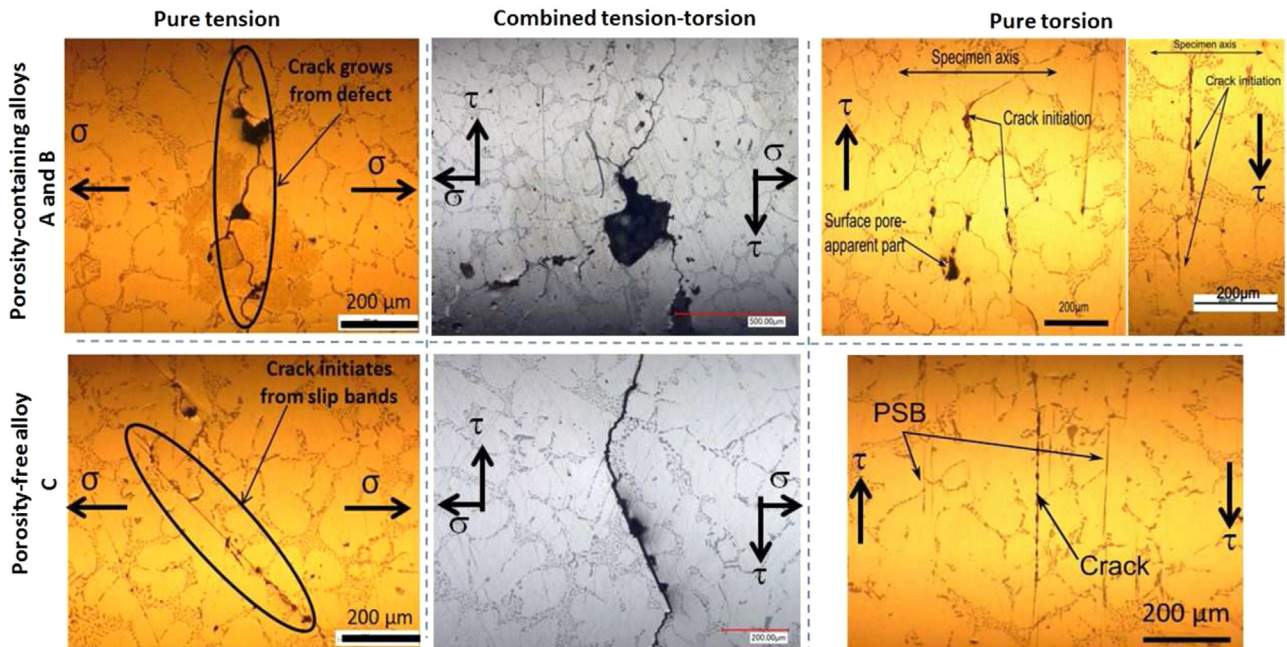 Pure tension
Combined tension-torsion
Pure torsion
Porosity-containing alloys
A and B
Crack grows
from defect
σ
σ
200 µm
τ
σ
σ
τ
500.00µm
Specimen axis
τ
Crack initiation
Surface pore-
apparent part
200µm
Specimen axis
Crack initiation
τ
200µm
Porosity-free alloy
C
Crack initiates
from slip bands
σ
σ
200 µm
τ
σ
σ
τ
200.00µm
PSB
τ
τ
Crack
200 µm